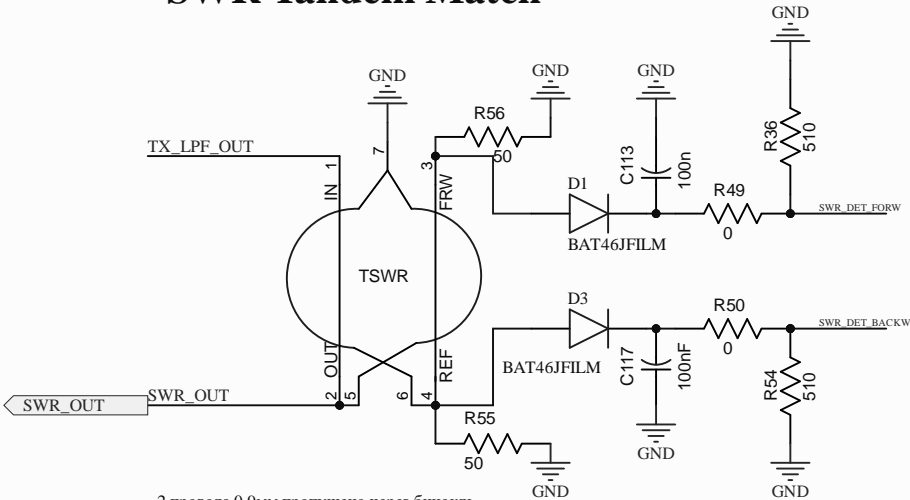 SWR Tandem Match
GND
GND
GND
GND
R56
50
TX_LPF_OUT
1
IN
7
3
FRW
C113
100n
R36
510
D1
BAT46JFILM
R49
0
SWR_DET_FORW
TSWR
D3
BAT46JFILM
R50
0
SWR_DET_BACKW
C117
100nF
R54
510
OUT
REF
2
5
6
4
SWR_OUT
SWR_OUT
R55
50
GND
GND
GND